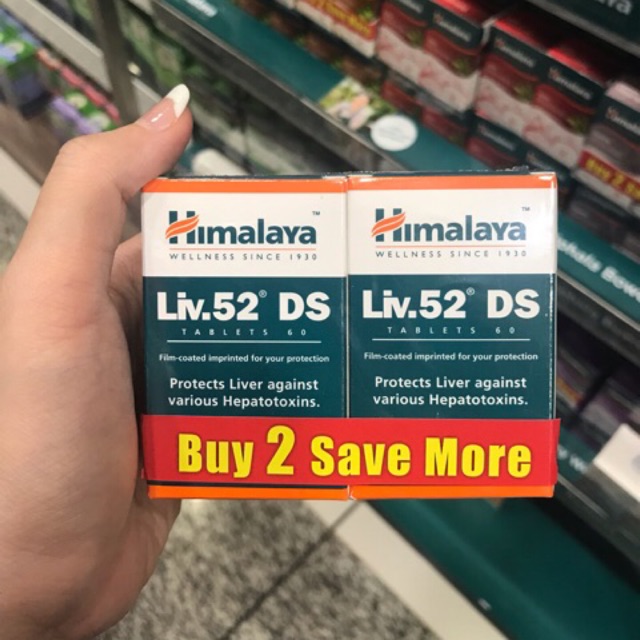 Himalaya™
WELLNESS SINCE 1930
Liv.52® DS
TABLETS 60
Film-coated imprinted for your protection
Protects Liver against
various Hepatotoxins.
Himalaya™
WELLNESS SINCE 1930
Liv.52® DS
TABLETS 60
Film-coated imprinted for your protection
Protects Liver against
various Hepatotoxins.
Buy 2 Save More
Himalaya
Himalaya